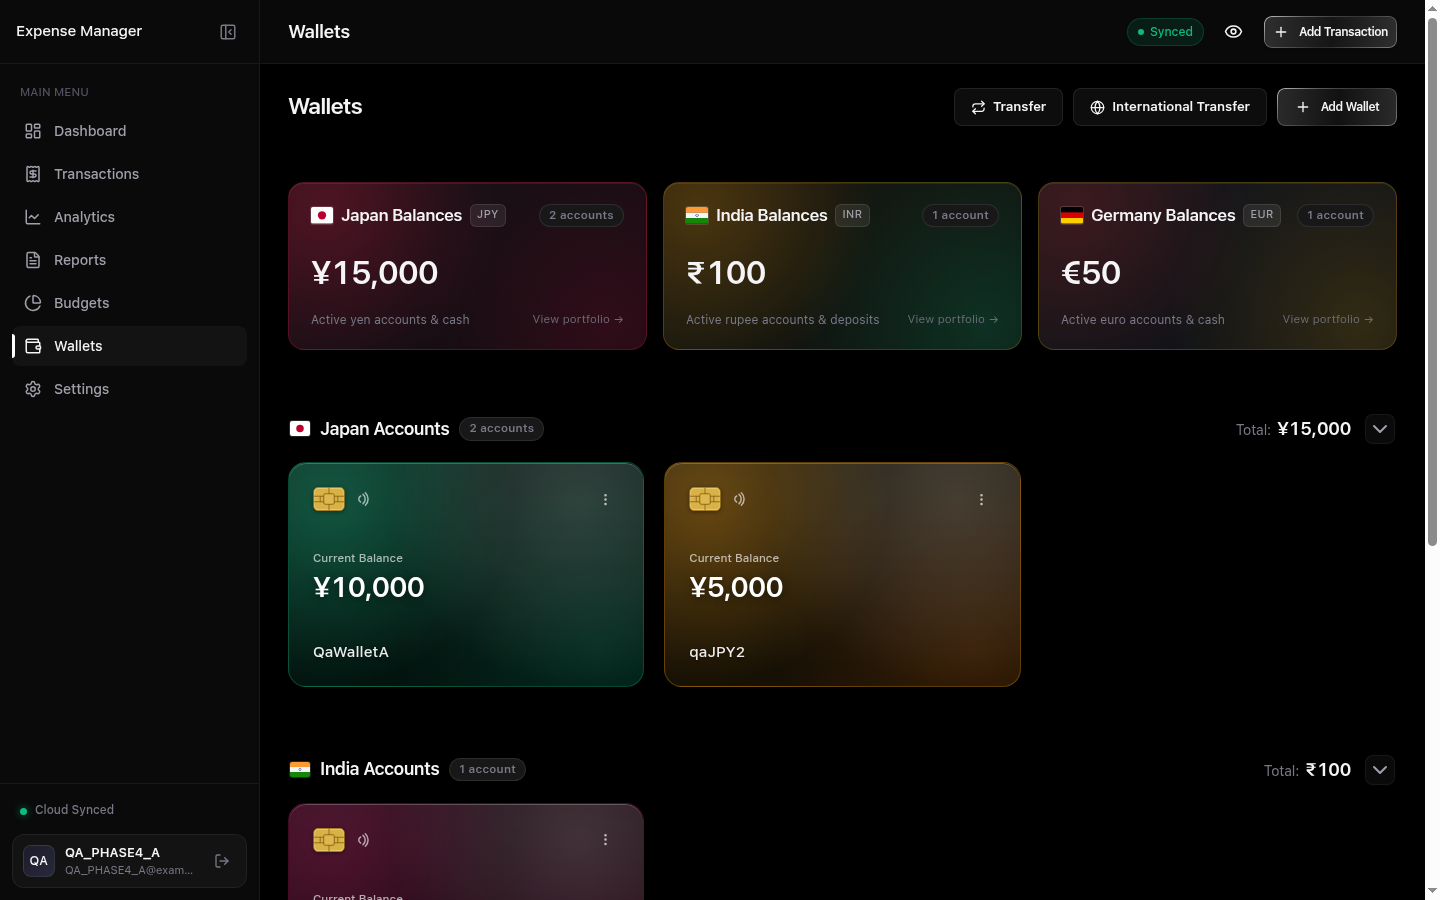 Expense Manager
MAIN MENU
Dashboard
Transactions
Analytics
Reports
Budgets
Wallets
Settings
Cloud Synced
QA
QA_PHASE4_A
QA_PHASE4_A@exam...
Wallets
Synced
Add Transaction
Wallets
Transfer
International Transfer
Add Wallet
Japan Balances JPY 2 accounts
¥15,000
Active yen accounts & cash View portfolio →
India Balances INR 1 account
₹100
Active rupee accounts & deposits View portfolio →
Germany Balances EUR 1 account
€50
Active euro accounts & cash View portfolio →
Japan Accounts 2 accounts Total: ¥15,000
Current Balance
¥10,000
QaWalletA
Current Balance
¥5,000
qaJPY2
India Accounts 1 account Total: ₹100
Current Balance